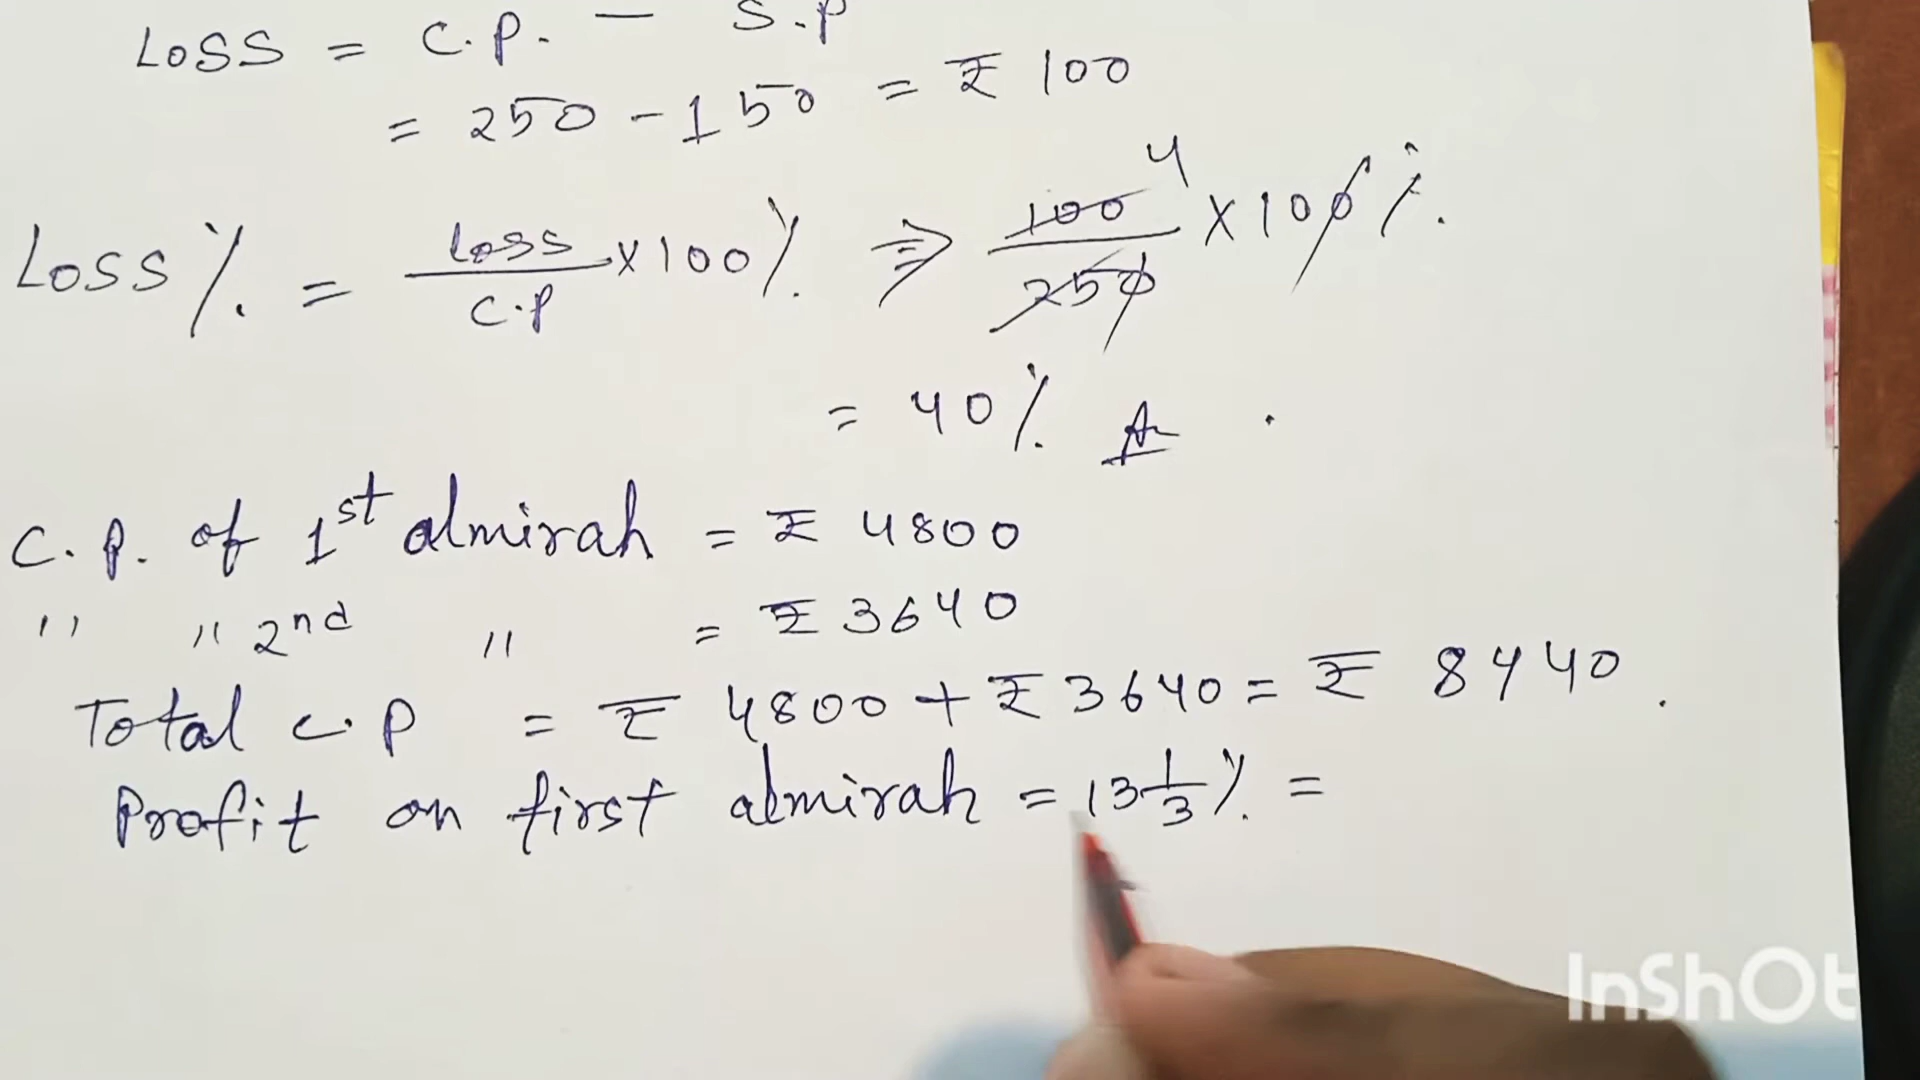 Loss = C.P. - S.P
= 250 - 150 = ₹ 100
Loss % = Loss/C.P × 100% ⇒ 100/250 × 100%. 4
= 40% A
C.P. of 1st almirah = ₹ 4800
" " 2nd " = ₹ 3640
Total C.P = ₹ 4800 + ₹ 3640 = ₹ 8440.
Profit on first almirah = 13 1/3 % =
InShOt